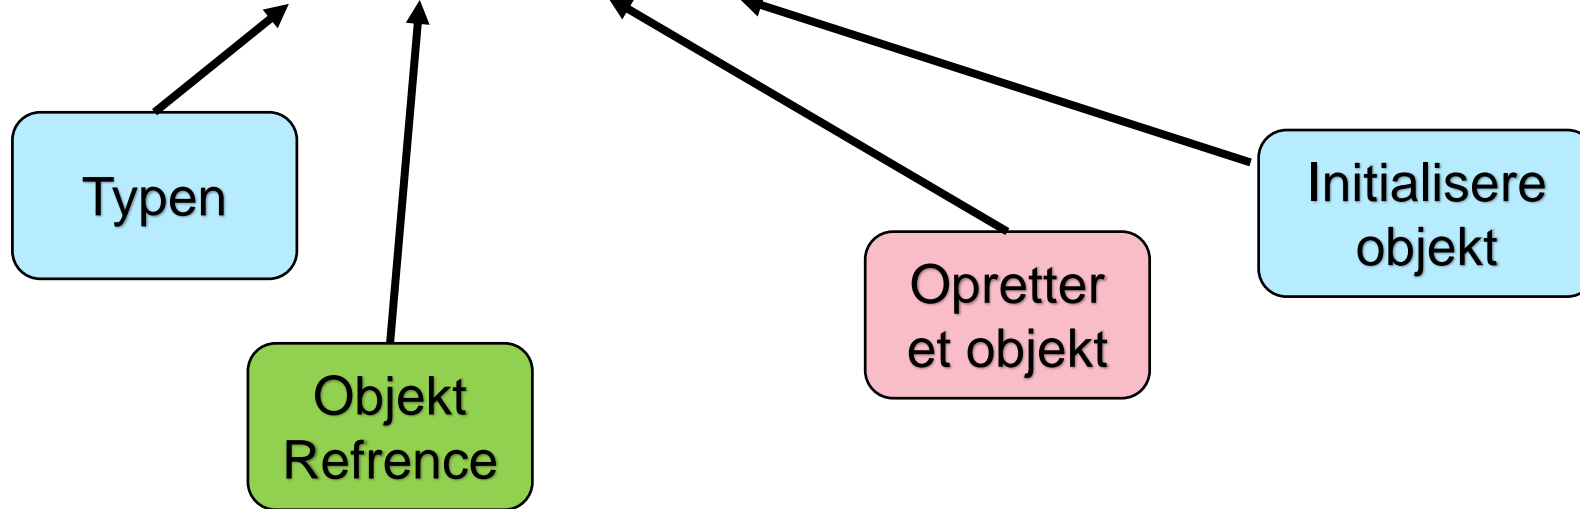 Typen
Objekt
Refrence
Opretter
et objekt
Initialisere
objekt